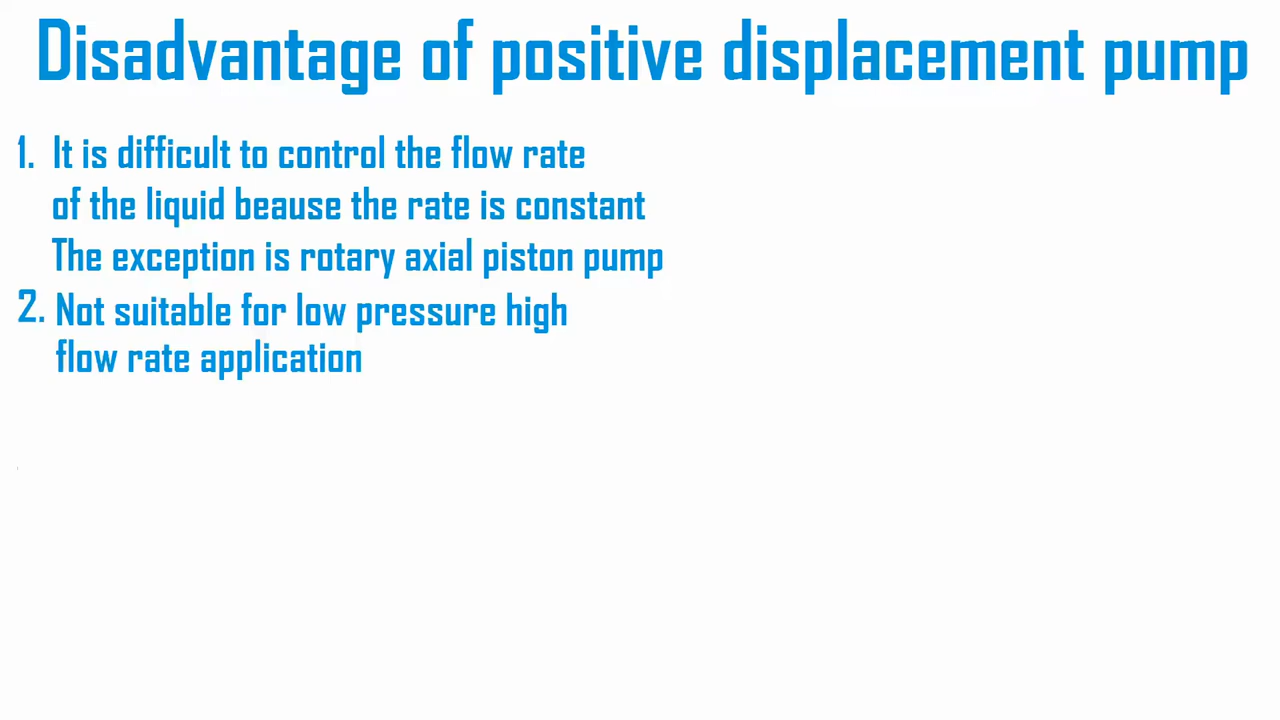 Disadvantage of positive displacement pump
1. It is difficult to control the flow rate
of the liquid beause the rate is constant
The exception is rotary axial piston pump
2. Not suitable for low pressure high
flow rate application